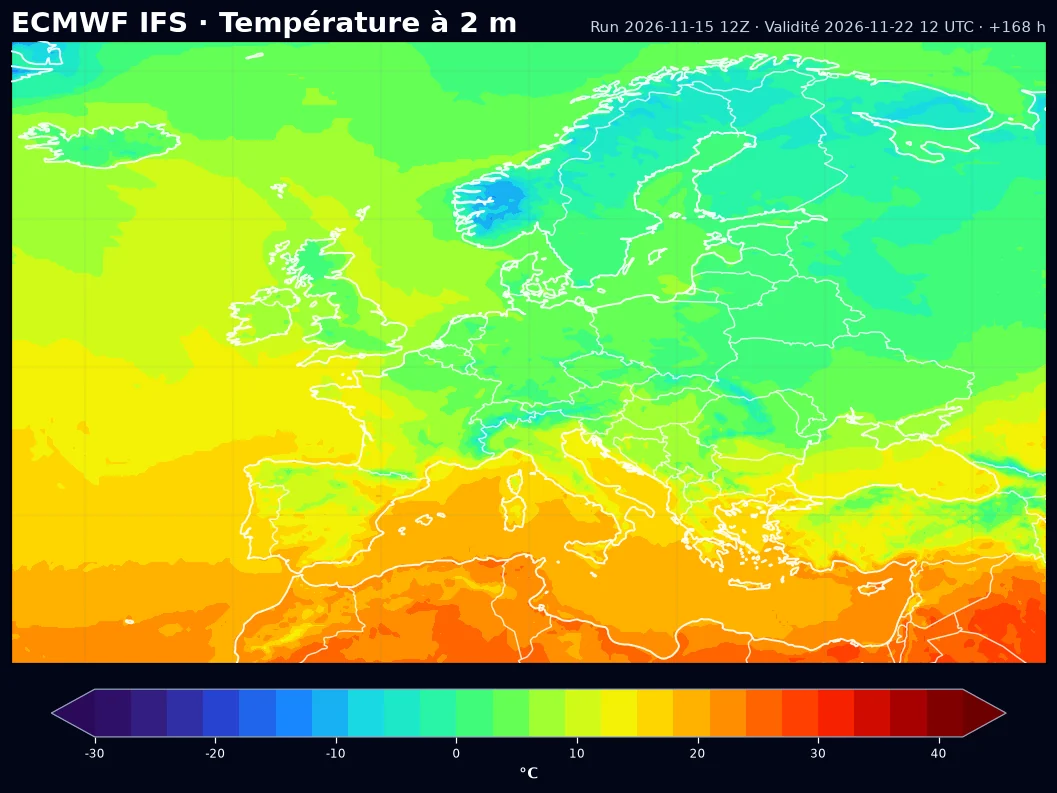 ECMWF IFS · Température à 2 m
Run 2026-11-15 12Z · Validité 2026-11-22 12 UTC · +168 h
-30 -20 -10 0 10 20 30 40
°C